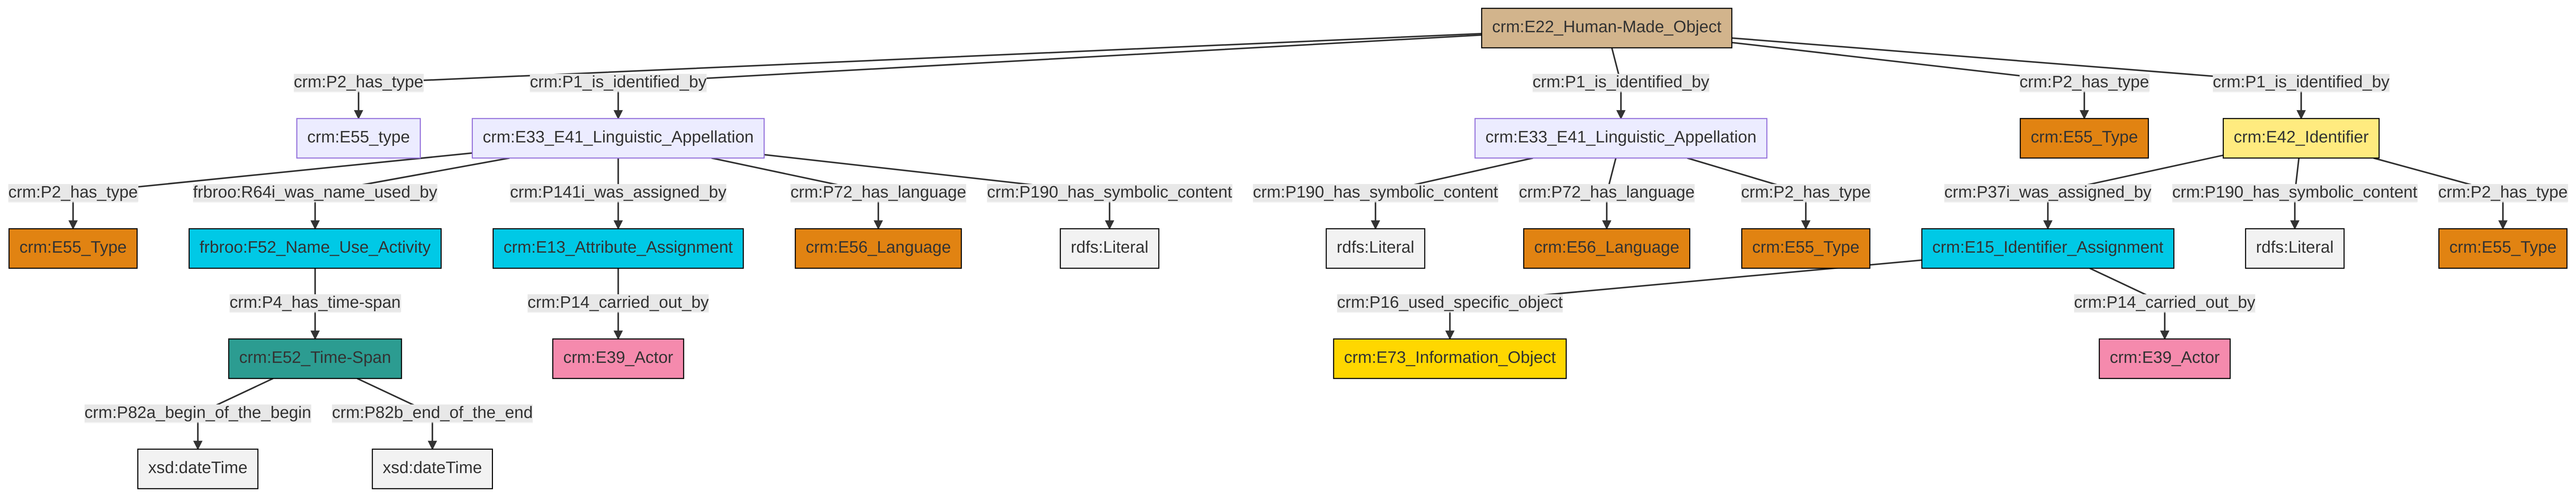 crm:E22_Human-Made_Object
crm:P2_has_type
crm:P1_is_identified_by
crm:P1_is_identified_by
crm:P2_has_type
crm:P1_is_identified_by
crm:E55_type
crm:E33_E41_Linguistic_Appellation
crm:E33_E41_Linguistic_Appellation
crm:E55_Type
crm:E42_Identifier
crm:P2_has_type
frbroo:R64i_was_name_used_by
crm:P141i_was_assigned_by
crm:P72_has_language
crm:P190_has_symbolic_content
crm:P190_has_symbolic_content
crm:P72_has_language
crm:P2_has_type
crm:P37i_was_assigned_by
crm:P190_has_symbolic_content
crm:P2_has_type
crm:E55_Type
frbroo:F52_Name_Use_Activity
crm:E13_Attribute_Assignment
crm:E56_Language
rdfs:Literal
rdfs:Literal
crm:E56_Language
crm:E55_Type
crm:E15_Identifier_Assignment
rdfs:Literal
crm:E55_Type
crm:P4_has_time-span
crm:P14_carried_out_by
crm:P16_used_specific_object
crm:P14_carried_out_by
crm:E52_Time-Span
crm:E39_Actor
crm:E73_Information_Object
crm:E39_Actor
crm:P82a_begin_of_the_begin
crm:P82b_end_of_the_end
xsd:dateTime
xsd:dateTime